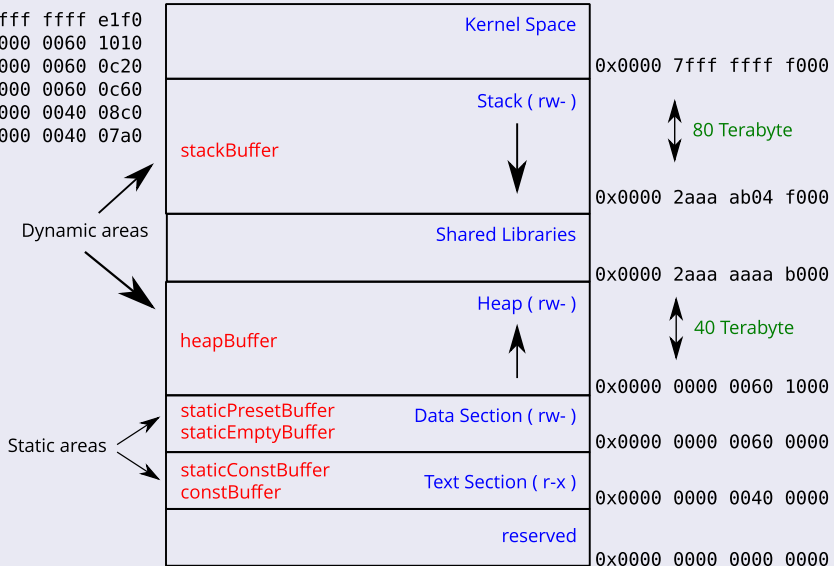 fff ffff e1f0
000 0060 1010
000 0060 0c20
000 0060 0c60
000 0040 08c0
000 0040 07a0
Kernel Space
0x0000 7fff ffff f000
Stack ( rw- )
80 Terabyte
stackBuffer
0x0000 2aaa ab04 f000
Dynamic areas
Shared Libraries
0x0000 2aaa aaaa b000
Heap ( rw- )
40 Terabyte
heapBuffer
0x0000 0000 0060 1000
staticPresetBuffer
Data Section ( rw- )
staticEmptyBuffer
0x0000 0000 0060 0000
Static areas
staticConstBuffer
Text Section ( r-x )
constBuffer
0x0000 0000 0040 0000
reserved
0x0000 0000 0000 0000